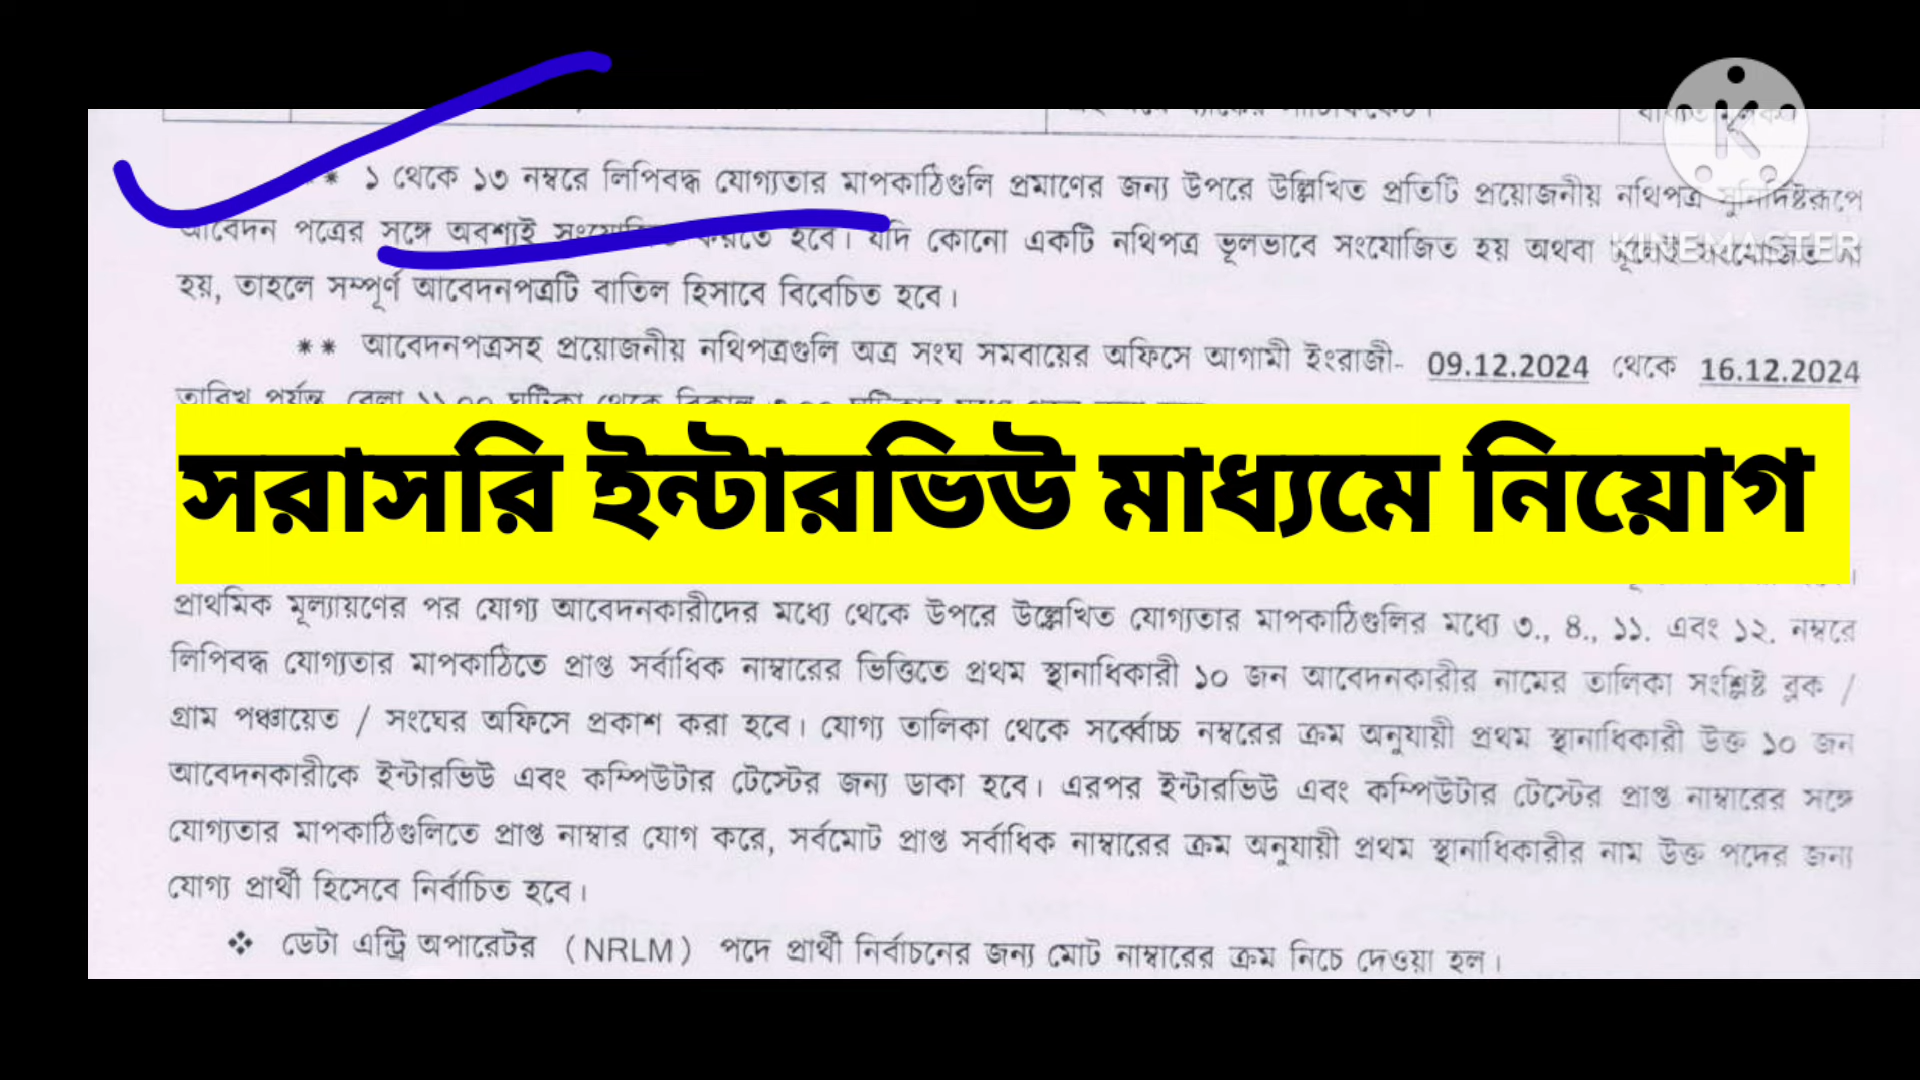 ** ১ থেকে ১৩ নম্বরে লিপিবদ্ধ যোগ্যতার মাপকাঠিগুলি প্রমাণের জন্য উপরে উল্লিখিত প্রতিটি প্রয়োজনীয় নথিপত্র সুনির্দিষ্টরূপে
আবেদন পত্রের সঙ্গে অবশ্যই সংযোজিত করতে হবে। যদি কোনো একটি নথিপত্র ভূলভাবে সংযোজিত হয় অথবা
KINEMASTER
হয়, তাহলে সম্পূর্ণ আবেদনপত্রটি বাতিল হিসাবে বিবেচিত হবে।
** আবেদনপত্রসহ প্রয়োজনীয় নথিপত্রগুলি অত্র সংঘ সমবায়ের অফিসে আগামী ইংরাজী- 09.12.2024 থেকে 16.12.2024
তারিখ পর্যন্ত বেলা ১১.০০ ঘটিকা থেকে বিকাল
সরাসরি ইন্টারভিউ মাধ্যমে নিয়োগ
প্রাথমিক মূল্যায়ণের পর যোগ্য আবেদনকারীদের মধ্যে থেকে উপরে উল্লেখিত যোগ্যতার মাপকাঠিগুলির মধ্যে ৩., ৪., ১১. এবং ১২. নম্বরে
লিপিবদ্ধ যোগ্যতার মাপকাঠিতে প্রাপ্ত সর্বাধিক নাম্বারের ভিত্তিতে প্রথম স্থানাধিকারী ১০ জন আবেদনকারীর নামের তালিকা সংশ্লিষ্ট ব্লক /
গ্রাম পঞ্চায়েত / সংঘের অফিসে প্রকাশ করা হবে। যোগ্য তালিকা থেকে সর্ব্বোচ্চ নম্বরের ক্রম অনুযায়ী প্রথম স্থানাধিকারী উক্ত ১০ জন
আবেদনকারীকে ইন্টারভিউ এবং কম্পিউটার টেস্টের জন্য ডাকা হবে। এরপর ইন্টারভিউ এবং কম্পিউটার টেস্টের প্রাপ্ত নাম্বারের সঙ্গে
যোগ্যতার মাপকাঠিগুলিতে প্রাপ্ত নাম্বার যোগ করে, সর্বমোট প্রাপ্ত সর্বাধিক নাম্বারের ক্রম অনুযায়ী প্রথম স্থানাধিকারীর নাম উক্ত পদের জন্য
যোগ্য প্রার্থী হিসেবে নির্বাচিত হবে।
❖ ডেটা এন্ট্রি অপারেটর (NRLM) পদে প্রার্থী নির্বাচনের জন্য মোট নাম্বারের ক্রম নিচে দেওয়া হল।